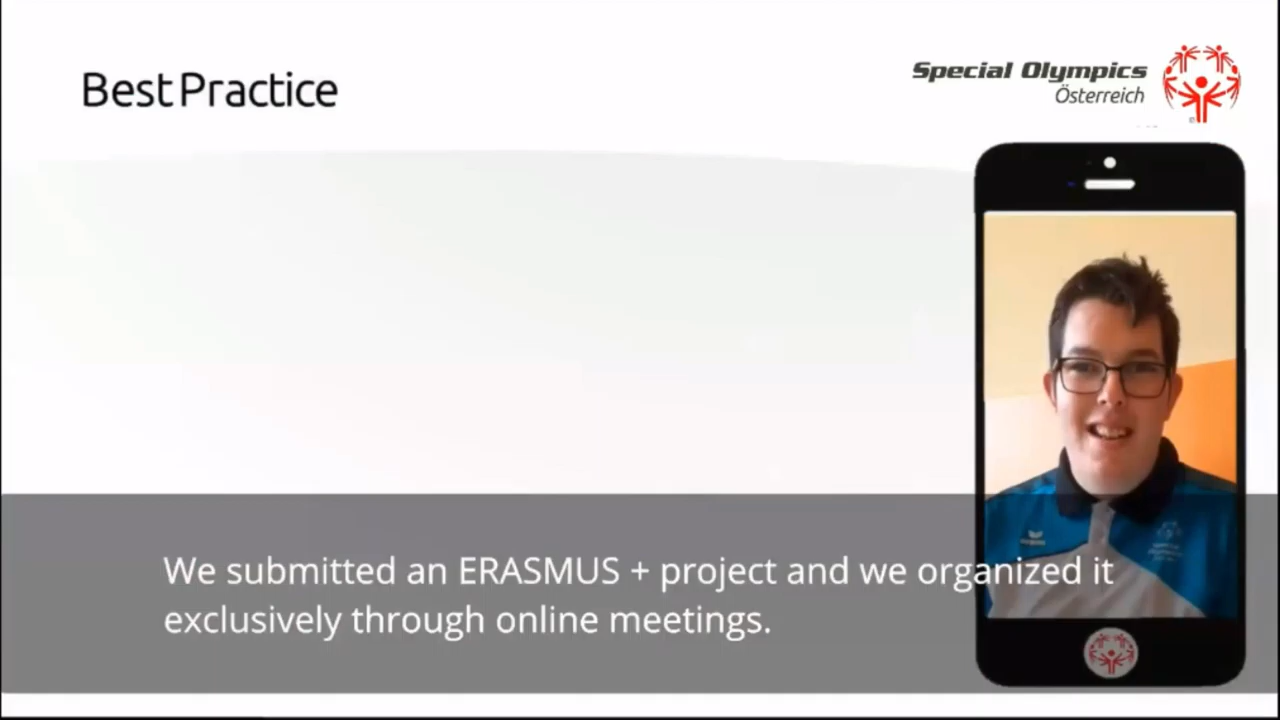 Best Practice
Special Olympics
Österreich
We submitted an ERASMUS + project and we organized it
exclusively through online meetings.